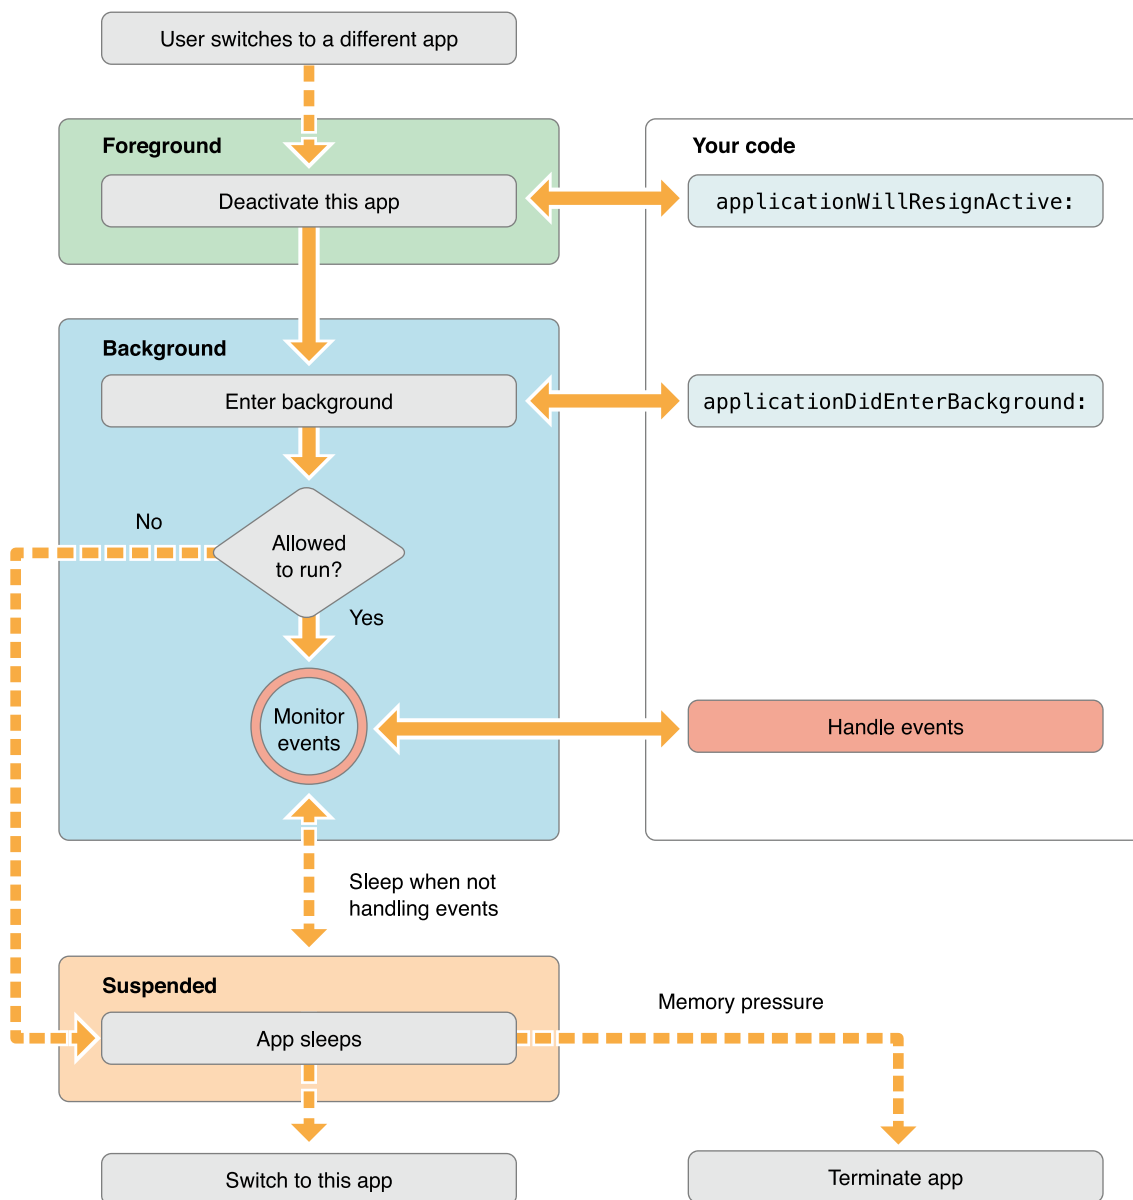 User switches to a different app
Foreground
Your code
Deactivate this app
applicationWillResignActive:
Background
Enter background
applicationDidEnterBackground:
No
Allowed
to run?
Yes
Monitor
events
Handle events
Sleep when not
handling events
Suspended
Memory pressure
App sleeps
Switch to this app
Terminate app